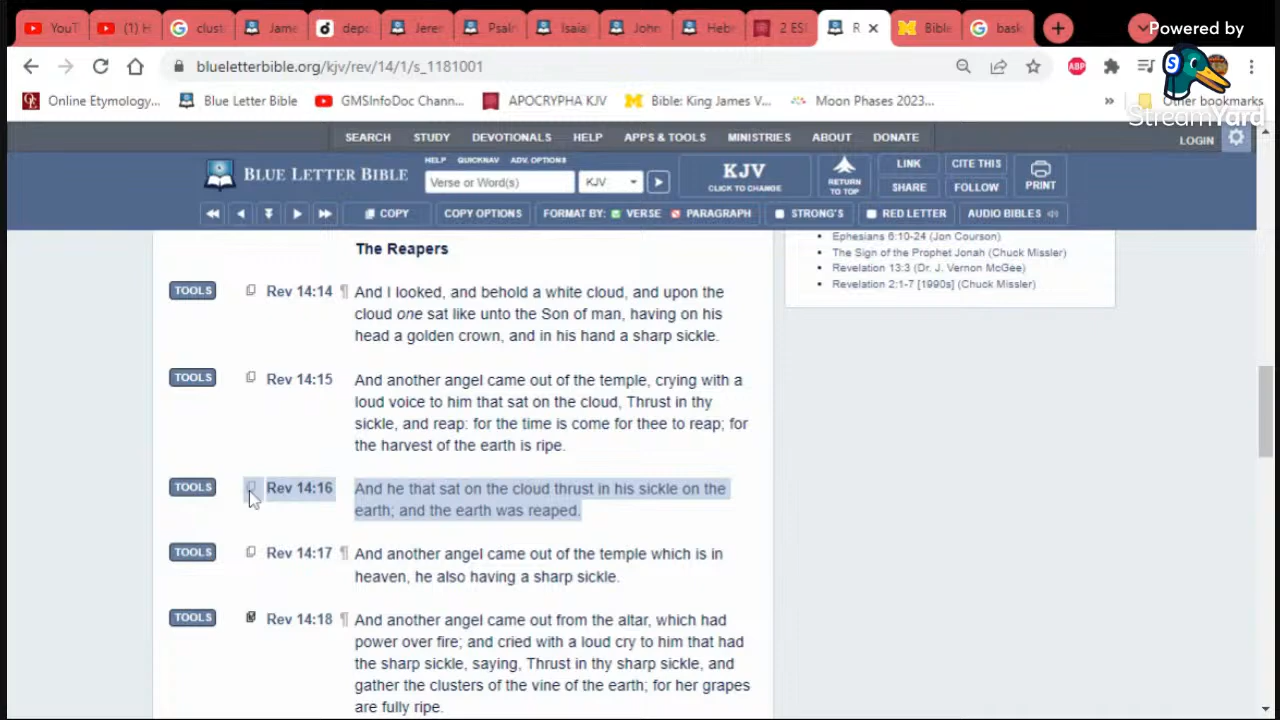 YouT
(1) H
clust
Jame
depo
Jere
Psalr
Isaia
John
Heb
2 ES
R
Bible
bask
Powered by
blueletterbible.org/kjv/rev/14/1/s_1181001
ABP
Online Etymology...
Blue Letter Bible
GMSInfoDoc Chann...
APOCRYPHA KJV
Bible: King James V...
Moon Phases 2023...
»
Other bookmarks
StreamYard
SEARCH STUDY DEVOTIONALS HELP APPS & TOOLS MINISTRIES ABOUT DONATE LOGIN
BLUE LETTER BIBLE
HELP QUICKNAV ADV. OPTIONS
Verse or Word(s)
KJV
KJV
CLICK TO CHANGE
RETURN
TO TOP
LINK
CITE THIS
SHARE
FOLLOW
PRINT
COPY COPY OPTIONS FORMAT BY: VERSE PARAGRAPH STRONG'S RED LETTER AUDIO BIBLES
The Reapers
TOOLS Rev 14:14 ¶ And I looked, and behold a white cloud, and upon the
cloud one sat like unto the Son of man, having on his
head a golden crown, and in his hand a sharp sickle.
TOOLS Rev 14:15 And another angel came out of the temple, crying with a
loud voice to him that sat on the cloud, Thrust in thy
sickle, and reap: for the time is come for thee to reap; for
the harvest of the earth is ripe.
TOOLS Rev 14:16 And he that sat on the cloud thrust in his sickle on the
earth; and the earth was reaped.
TOOLS Rev 14:17 ¶ And another angel came out of the temple which is in
heaven, he also having a sharp sickle.
TOOLS Rev 14:18 ¶ And another angel came out from the altar, which had
power over fire; and cried with a loud cry to him that had
the sharp sickle, saying, Thrust in thy sharp sickle, and
gather the clusters of the vine of the earth; for her grapes
are fully ripe.
Ephesians 6:10-24 (Jon Courson)
The Sign of the Prophet Jonah (Chuck Missler)
Revelation 13:3 (Dr. J. Vernon McGee)
Revelation 2:1-7 [1990s] (Chuck Missler)